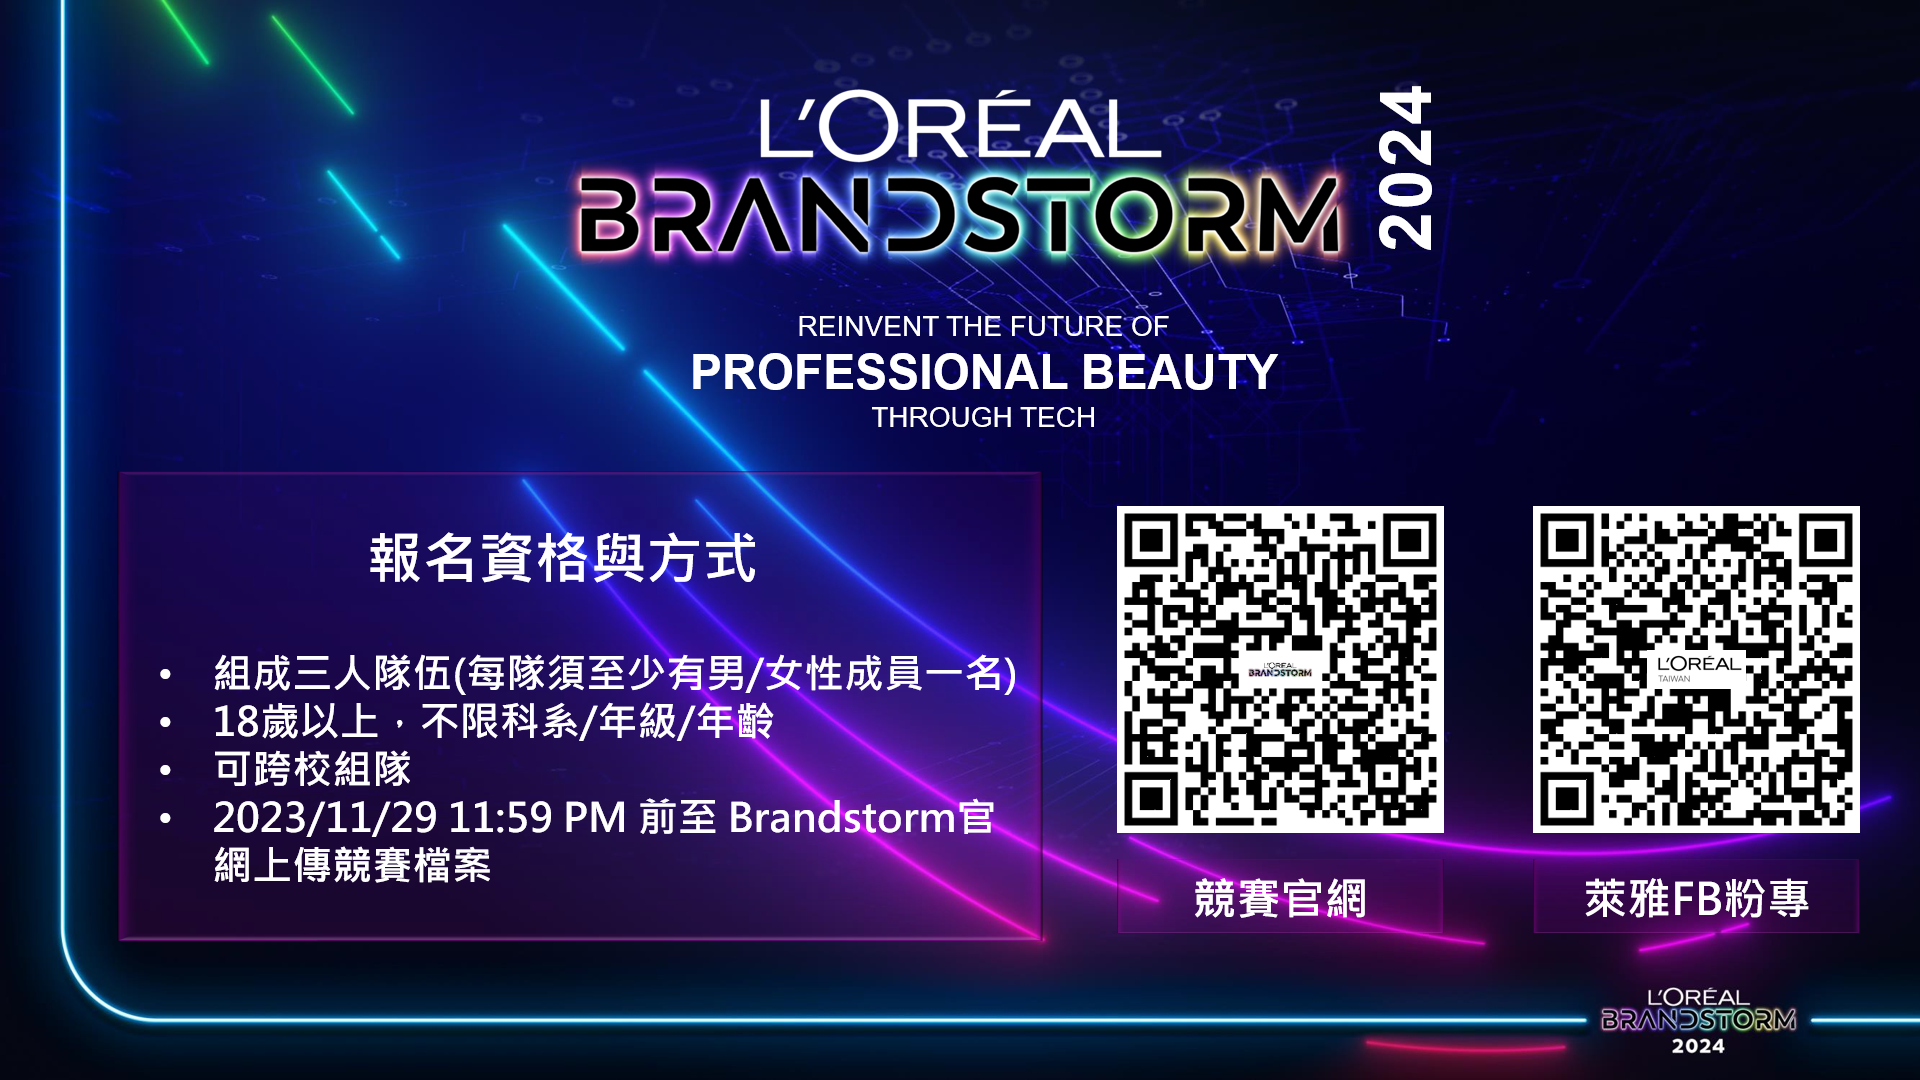 L'ORÉAL
BRANDSTORM
2024
REINVENT THE FUTURE OF
PROFESSIONAL BEAUTY
THROUGH TECH
報名資格與方式
• 組成三人隊伍(每隊須至少有男/女性成員一名)
• 18歲以上，不限科系/年級/年齡
• 可跨校組隊
• 2023/11/29 11:59 PM 前至 Brandstorm官
網上傳競賽檔案
L'ORÉAL
BRANDSTORM
競賽官網
L'ORÉAL
TAIWAN
萊雅FB粉專
L'ORÉAL
BRANDSTORM
2024